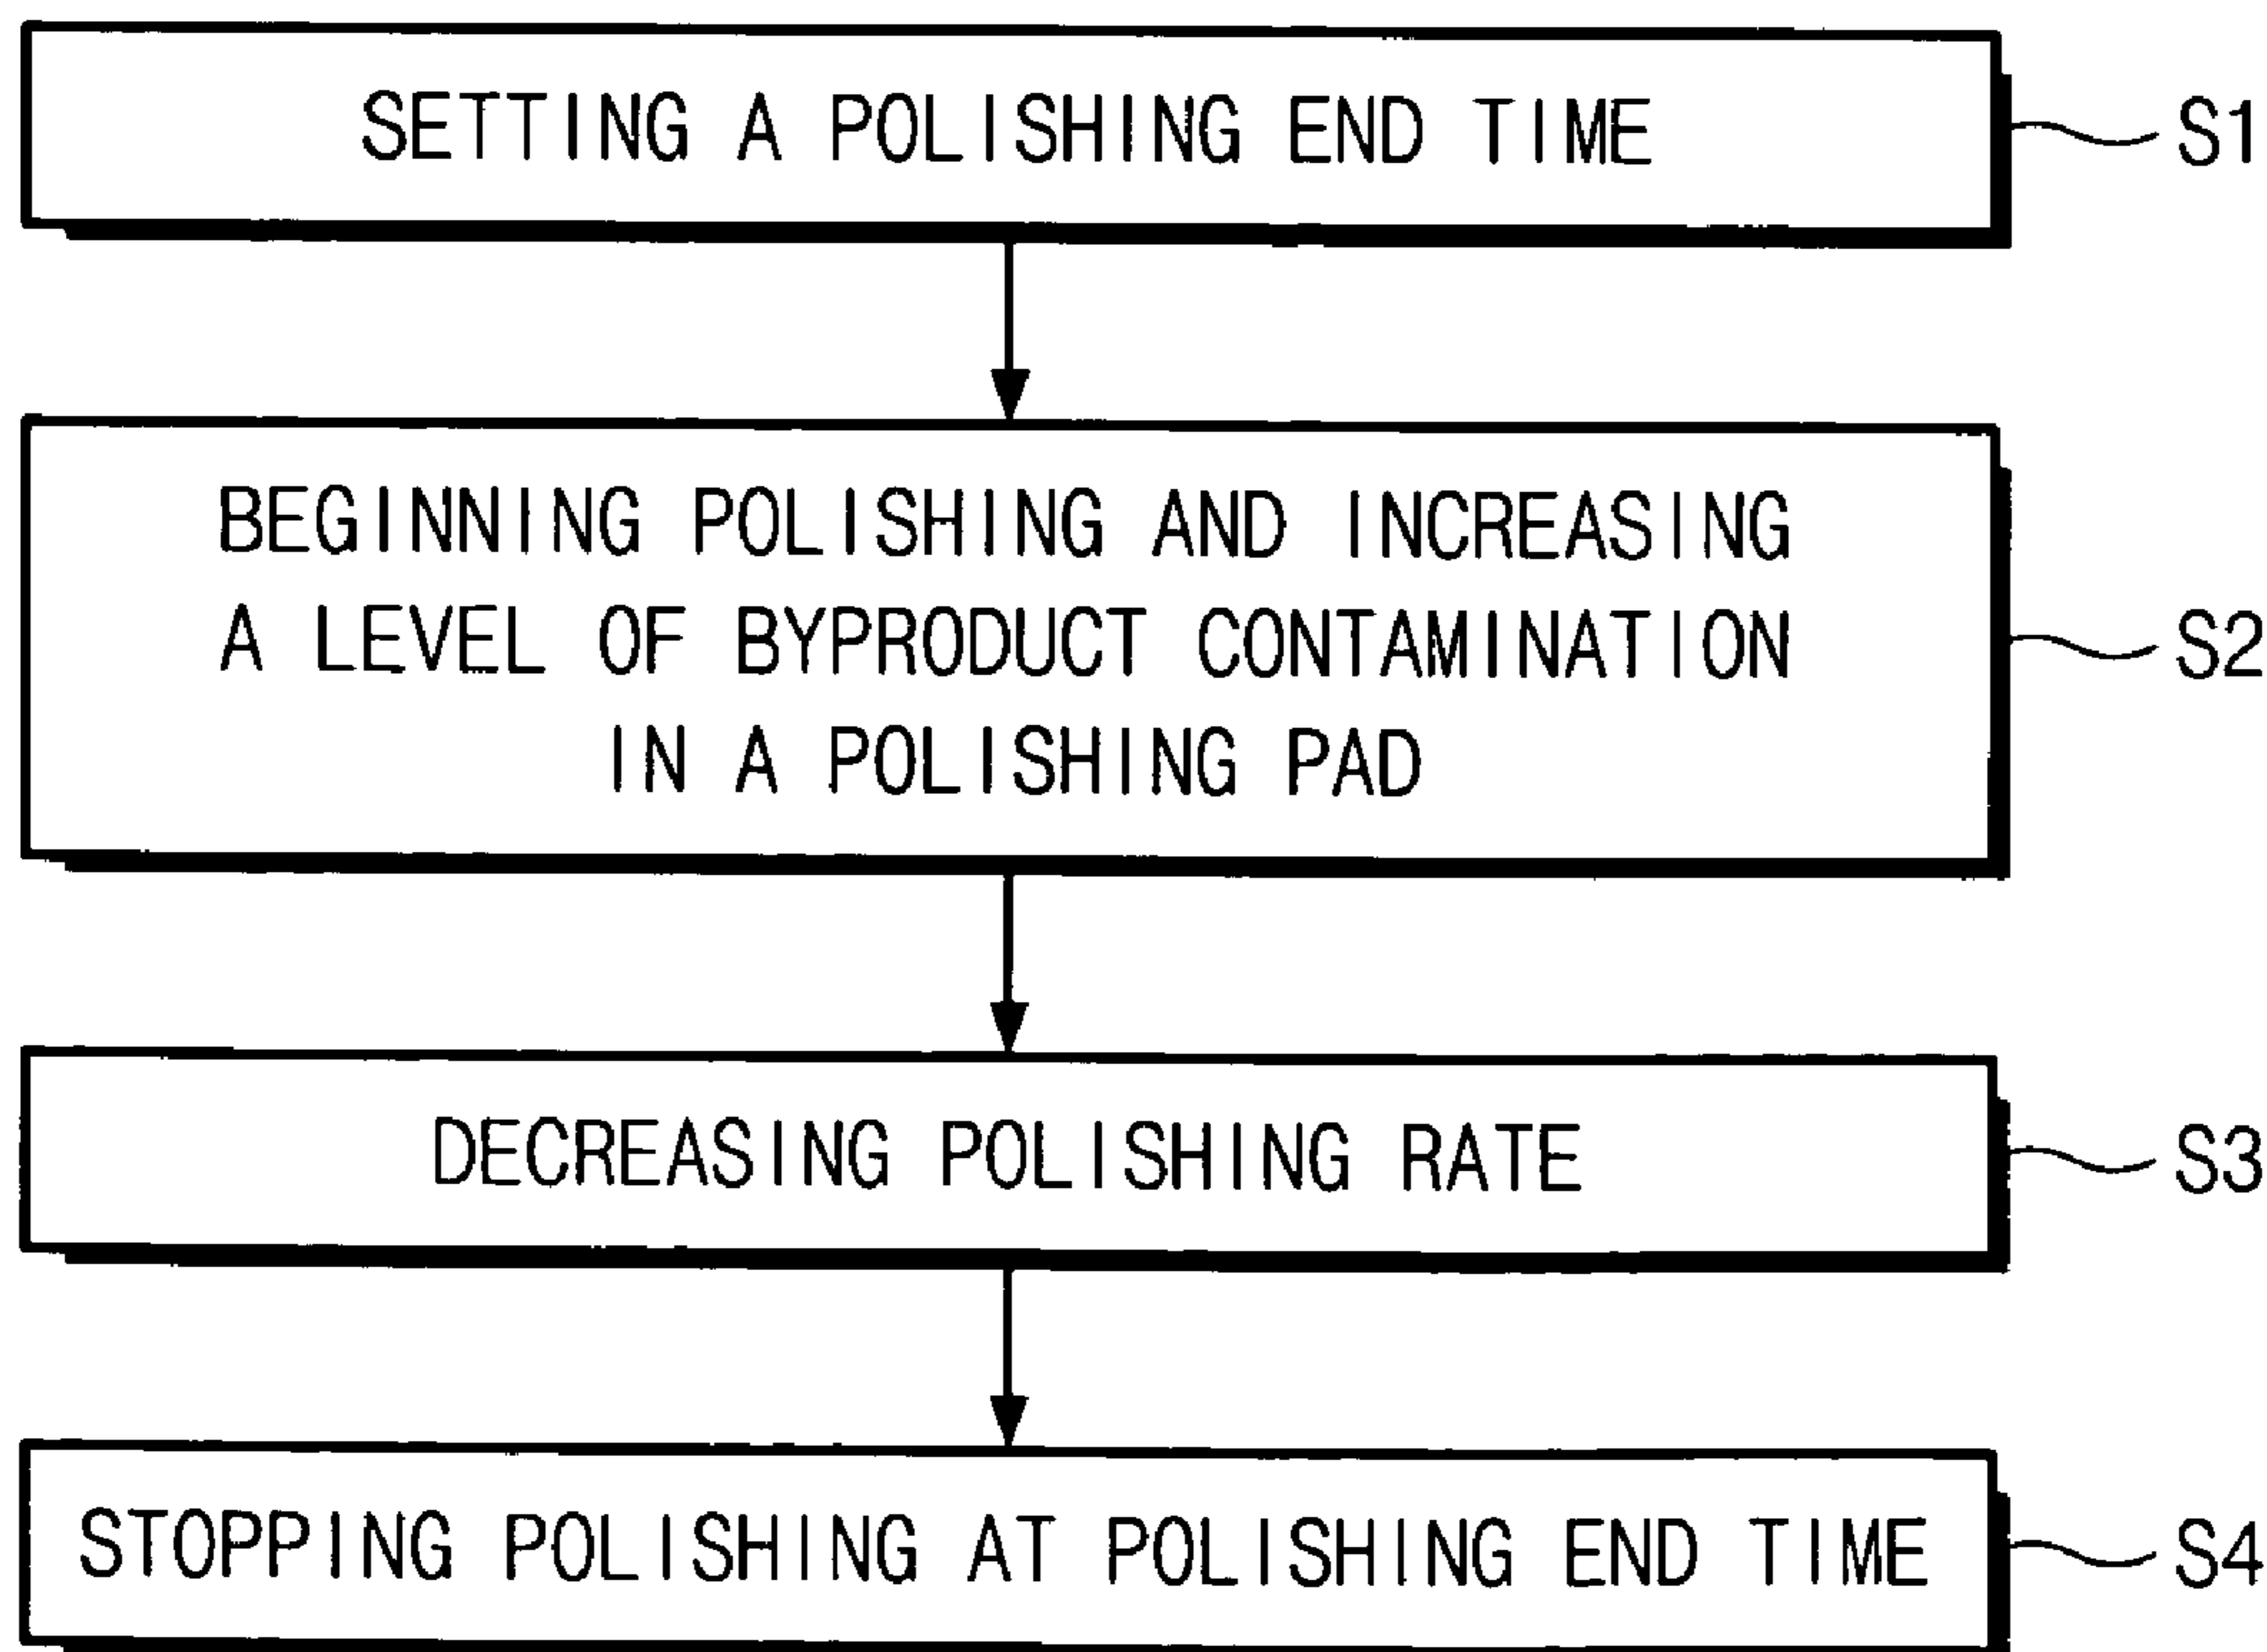 SETTING A POLISHING END TIME
S1
BEGINNING POLISHING AND INCREASING
A LEVEL OF BYPRODUCT CONTAMINATION
IN A POLISHING PAD
S2
DECREASING POLISHING RATE
S3
STOPPING POLISHING AT POLISHING END TIME
S4